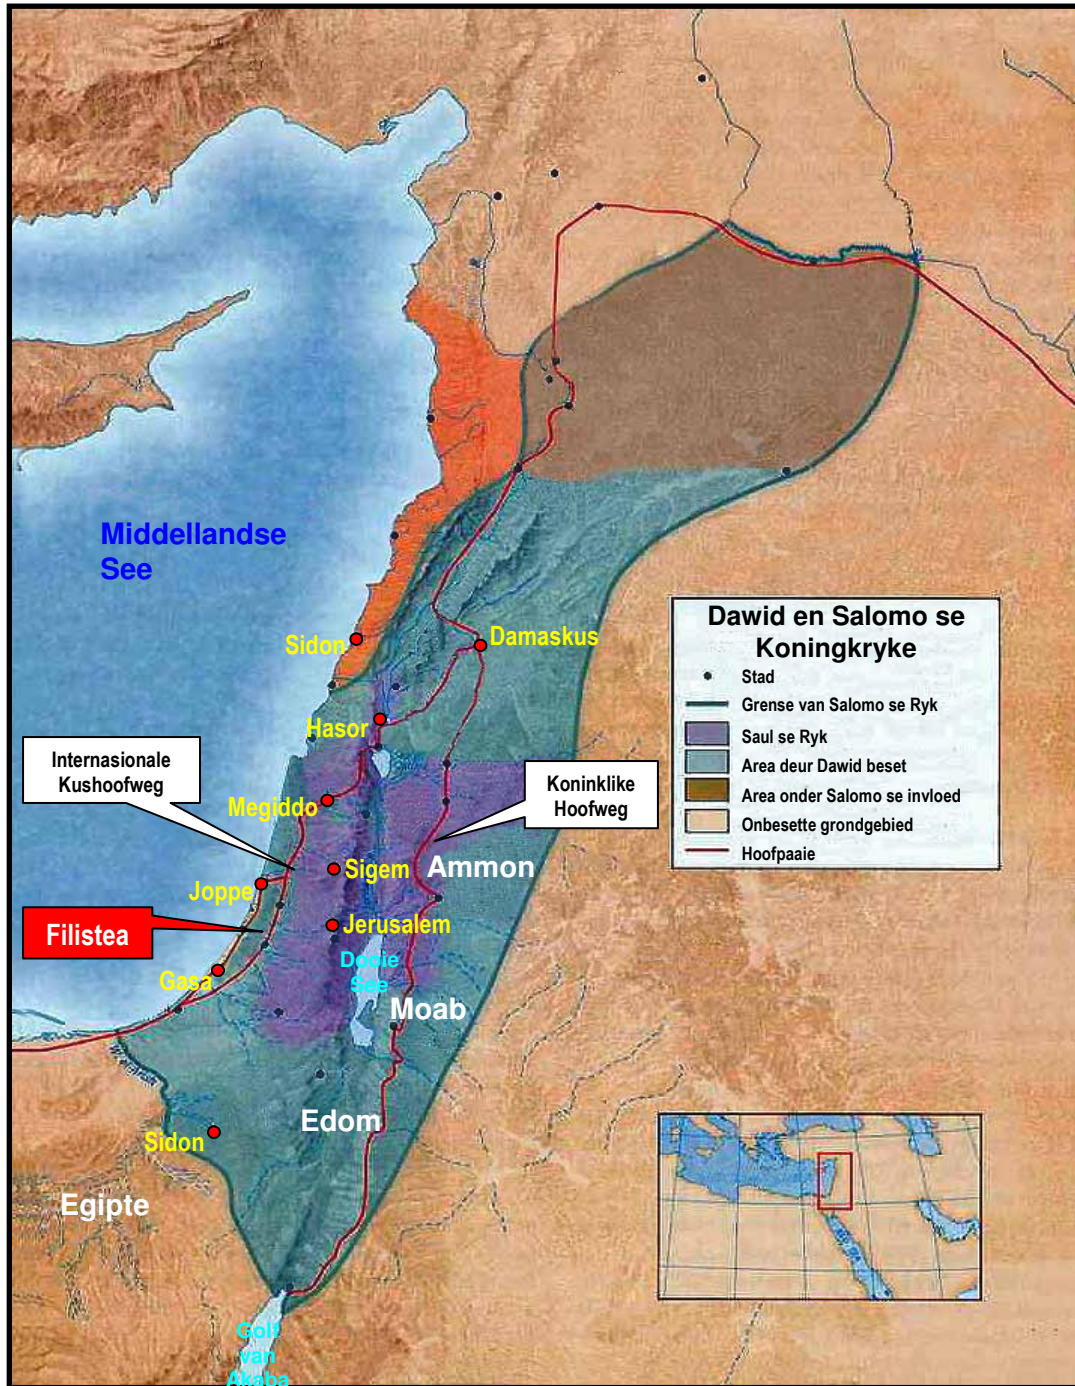 Middellandse
See
Sidon
Damaskus
Dawid en Salomo se
Koningkryke
Stad
Grense van Salomo se Ryk
Saul se Ryk
Area deur Dawid beset
Area onder Salomo se invloed
Onbesette grondgebied
Hoofpaaie
Hasor
Internasionale
Kushoofweg
Koninklike
Hoofweg
Megiddo
Sigem
Ammon
Joppe
Filistea
Jerusalem
Dooie
See
Gasa
Moab
Edom
Sidon
Egipte
Golf
van
Akaba